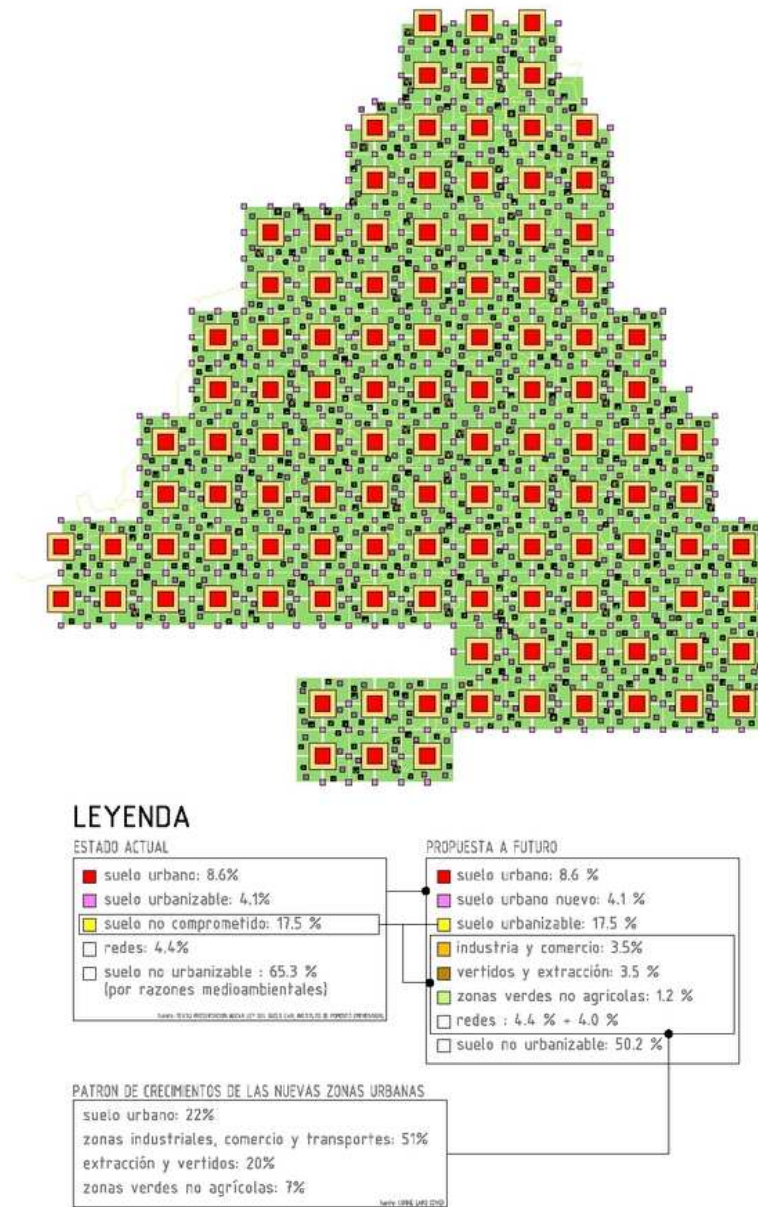 LEYENDA
ESTADO ACTUAL
suelo urbano: 8.6%
suelo urbanizable: 4.1%
suelo no comprometido: 17.5 %
redes: 4.4%
suelo no urbanizable : 65.3 %
(por razones medioambientales)
PROPUESTA A FUTURO
suelo urbano: 8.6 %
suelo urbano nuevo: 4.1 %
suelo urbanizable: 17.5 %
industria y comercio: 3.5%
vertidos y extracción: 3.5 %
zonas verdes no agrícolas: 1.2 %
redes : 4.4 % + 4.0 %
suelo no urbanizable: 50.2 %
PATRON DE CRECIMIENTOS DE LAS NUEVAS ZONAS URBANAS
suelo urbano: 22%
zonas industriales, comercio y transportes: 51%
extracción y vertidos: 20%
zonas verdes no agrícolas: 7%